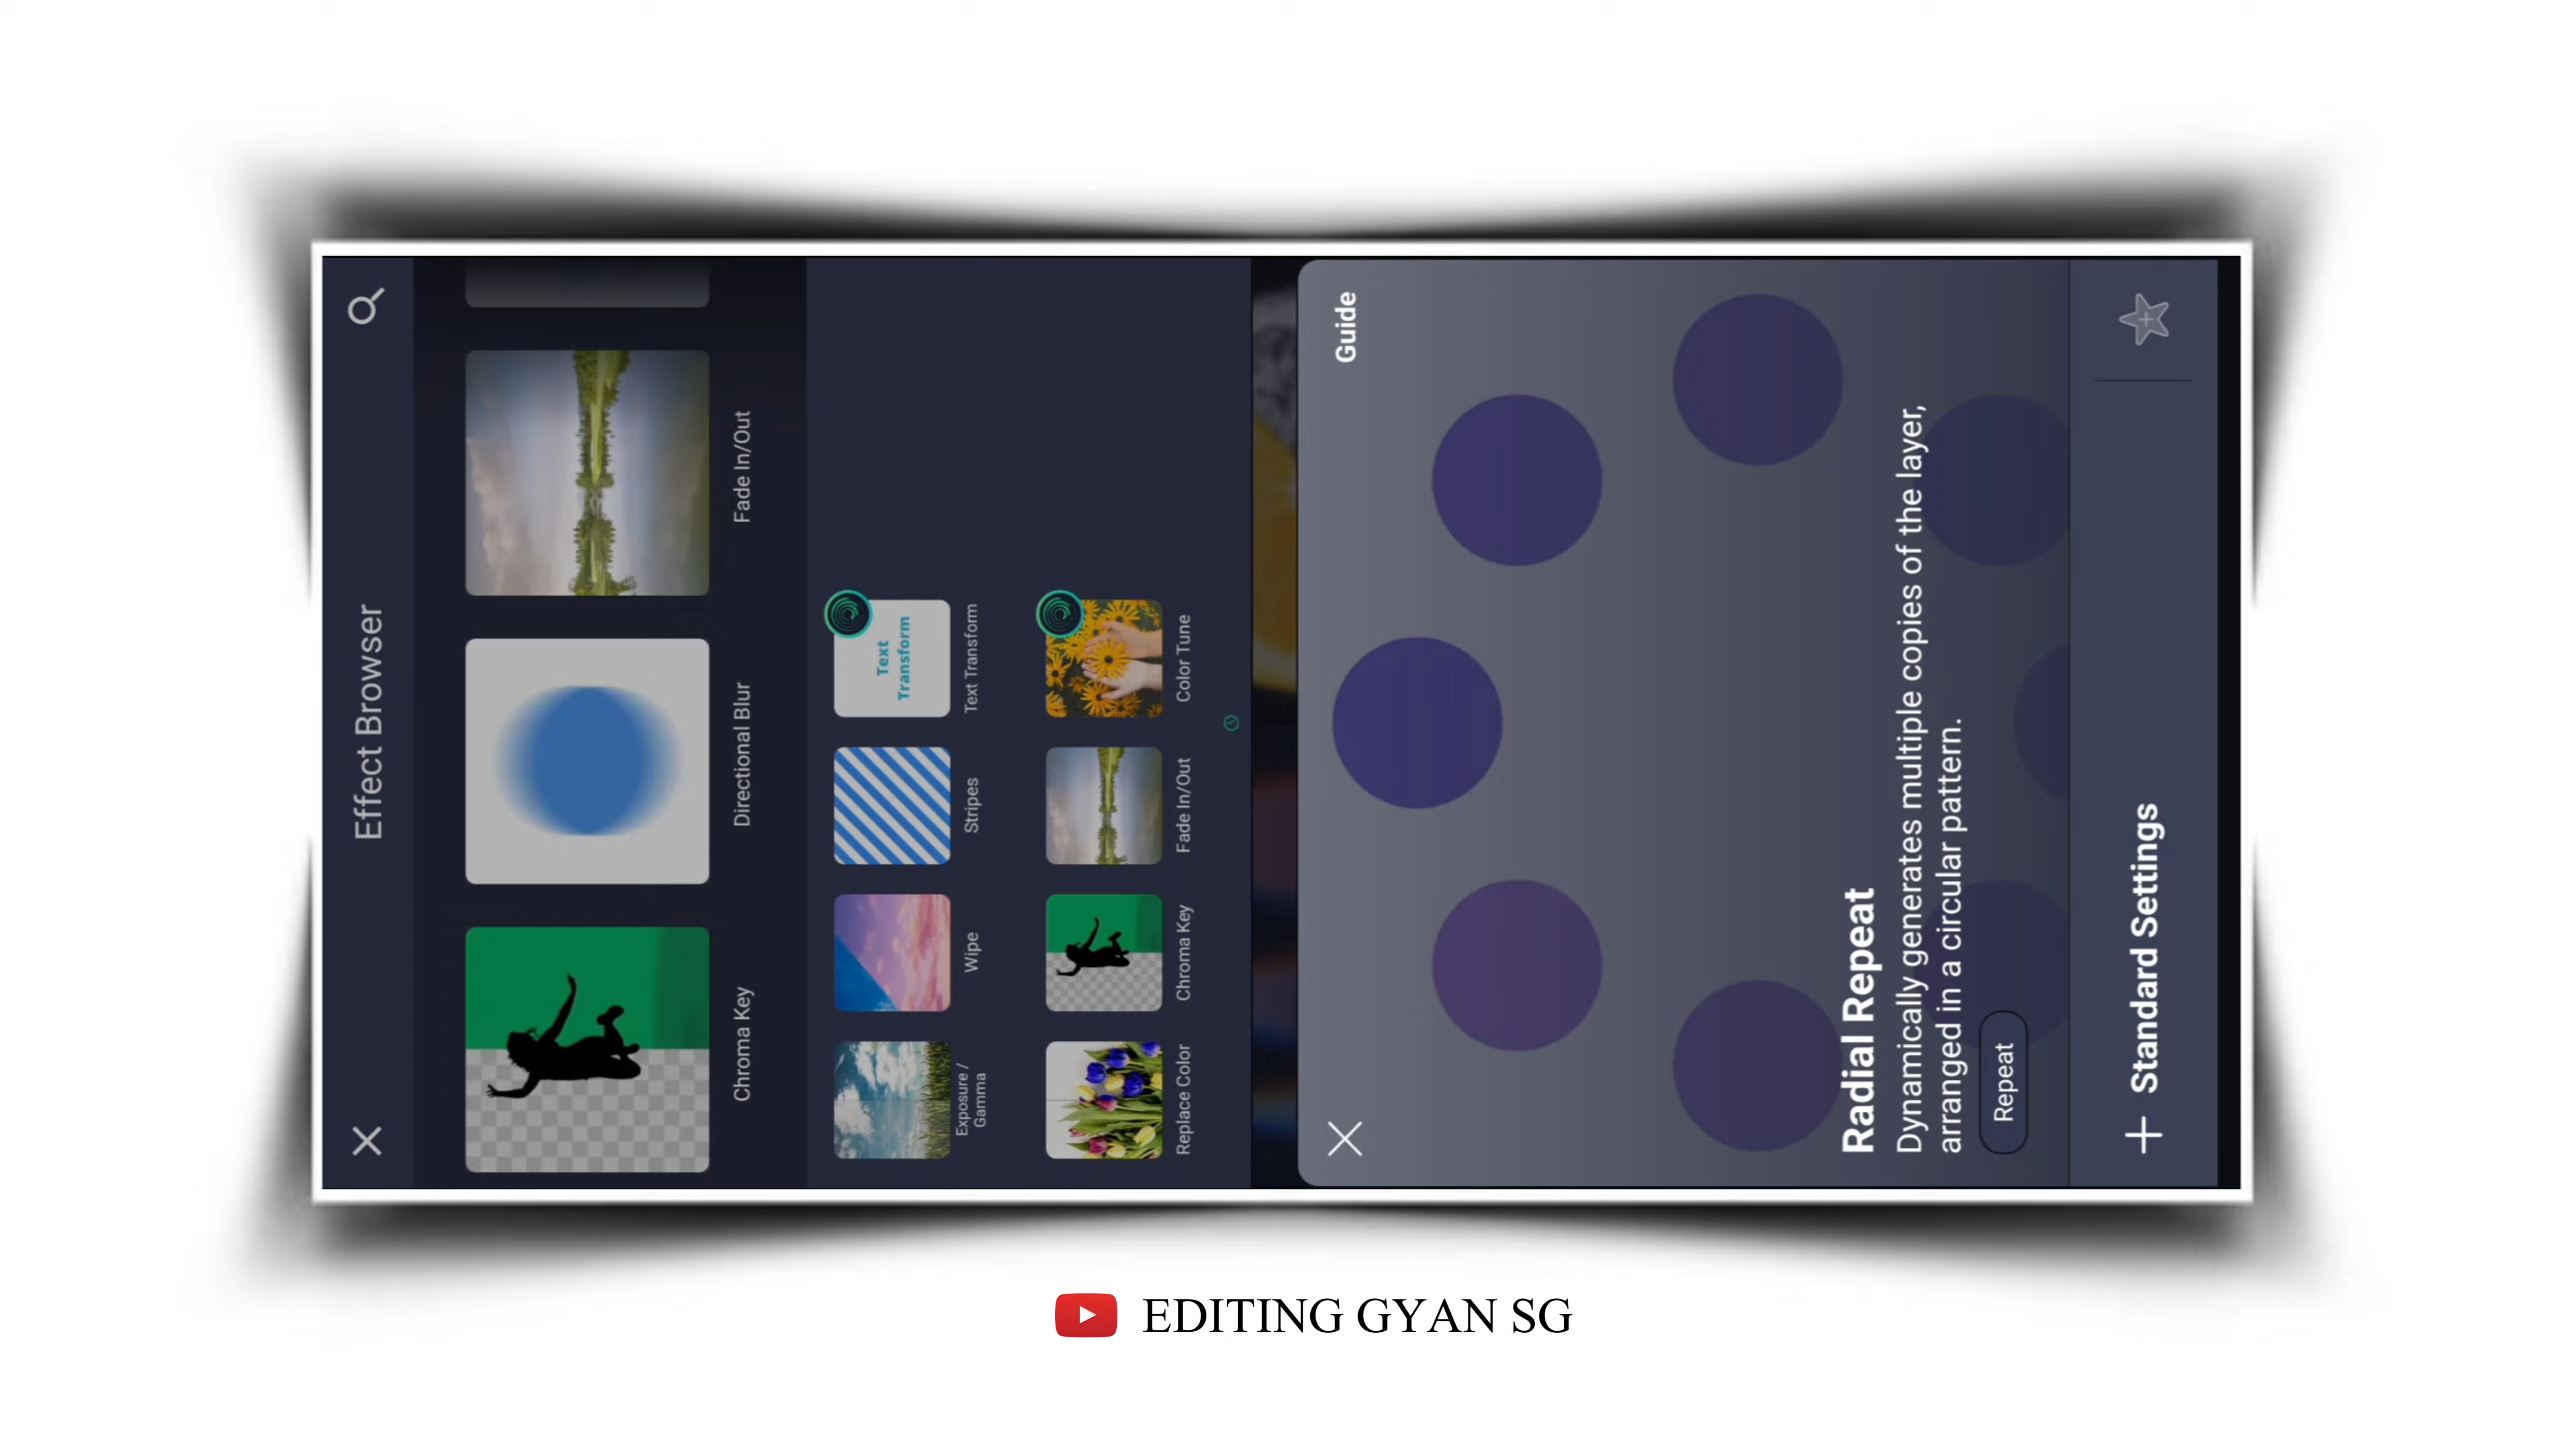 Effect Browser
Chroma Key
Directional Blur
Fade In/Out
Exposure /
Gamma
Wipe
Stripes
Text
Transform
Text Transform
Replace Color
Chroma Key
Fade In/Out
Color Tune
Guide
Radial Repeat
Dynamically generates multiple copies of the layer,
arranged in a circular pattern.
Repeat
Standard Settings
EDITING GYAN SG